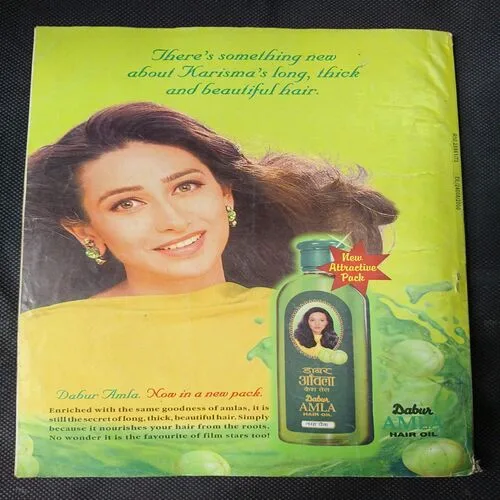 There's something new
about Karisma's long, thick
and beautiful hair.
New
Attractive
Pack
डाबर
आँवला
केश तेल
Dabur
AMLA
HAIR OIL
Dabur Amla. Now in a new pack.
Enriched with the same goodness of amlas, it is
still the secret of long, thick, beautiful hair. Simply
because it nourishes your hair from the roots.
No wonder it is the favourite of film stars too!
Dabur
AMLA
HAIR OIL